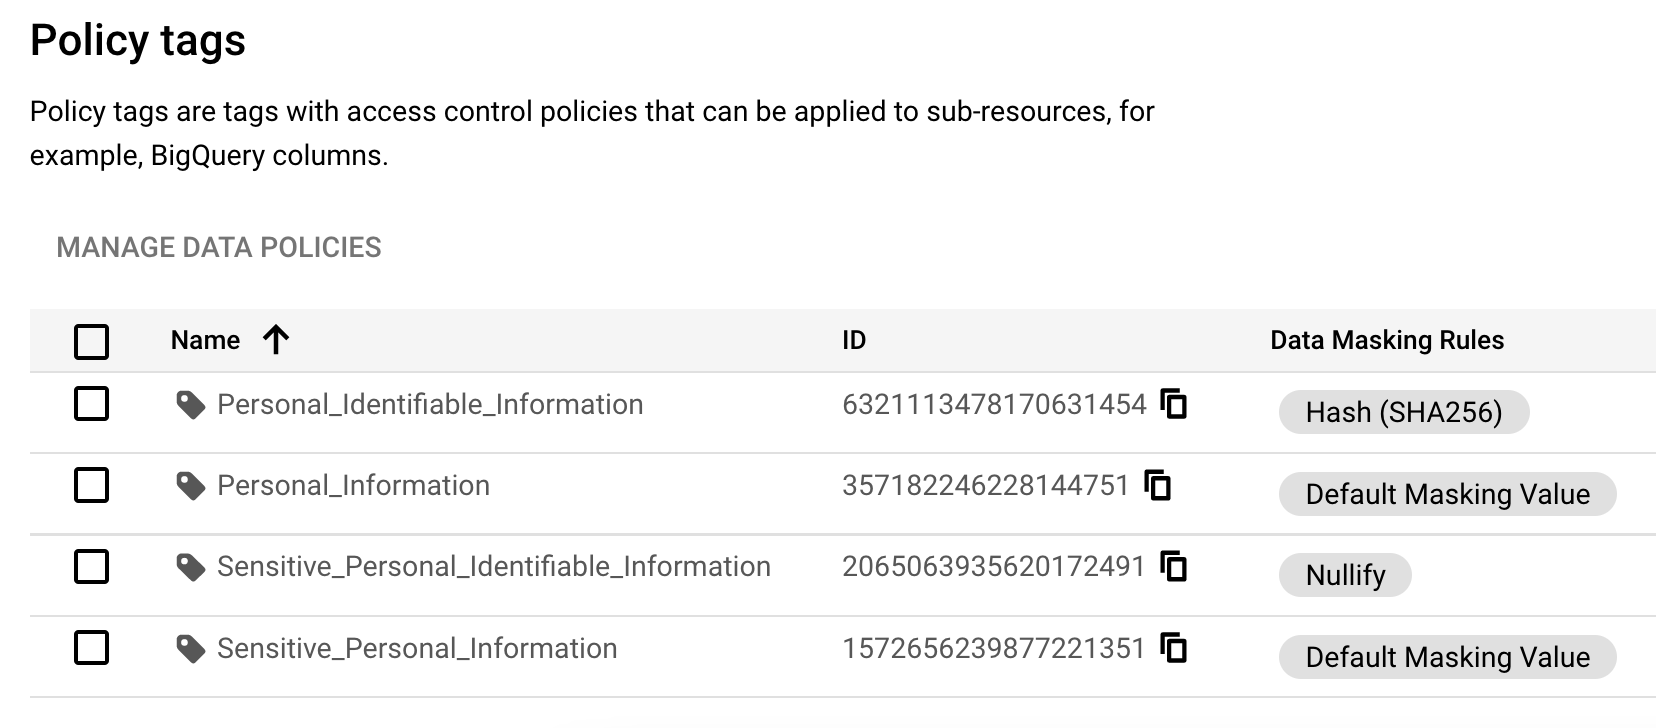 Policy tags
Policy tags are tags with access control policies that can be applied to sub-resources, for
example, BigQuery columns.
MANAGE DATA POLICIES
Name ID Data Masking Rules
Personal_Identifiable_Information 6321113478170631454 Hash (SHA256)
Personal_Information 357182246228144751 Default Masking Value
Sensitive_Personal_Identifiable_Information 2065063935620172491 Nullify
Sensitive_Personal_Information 1572656239877221351 Default Masking Value